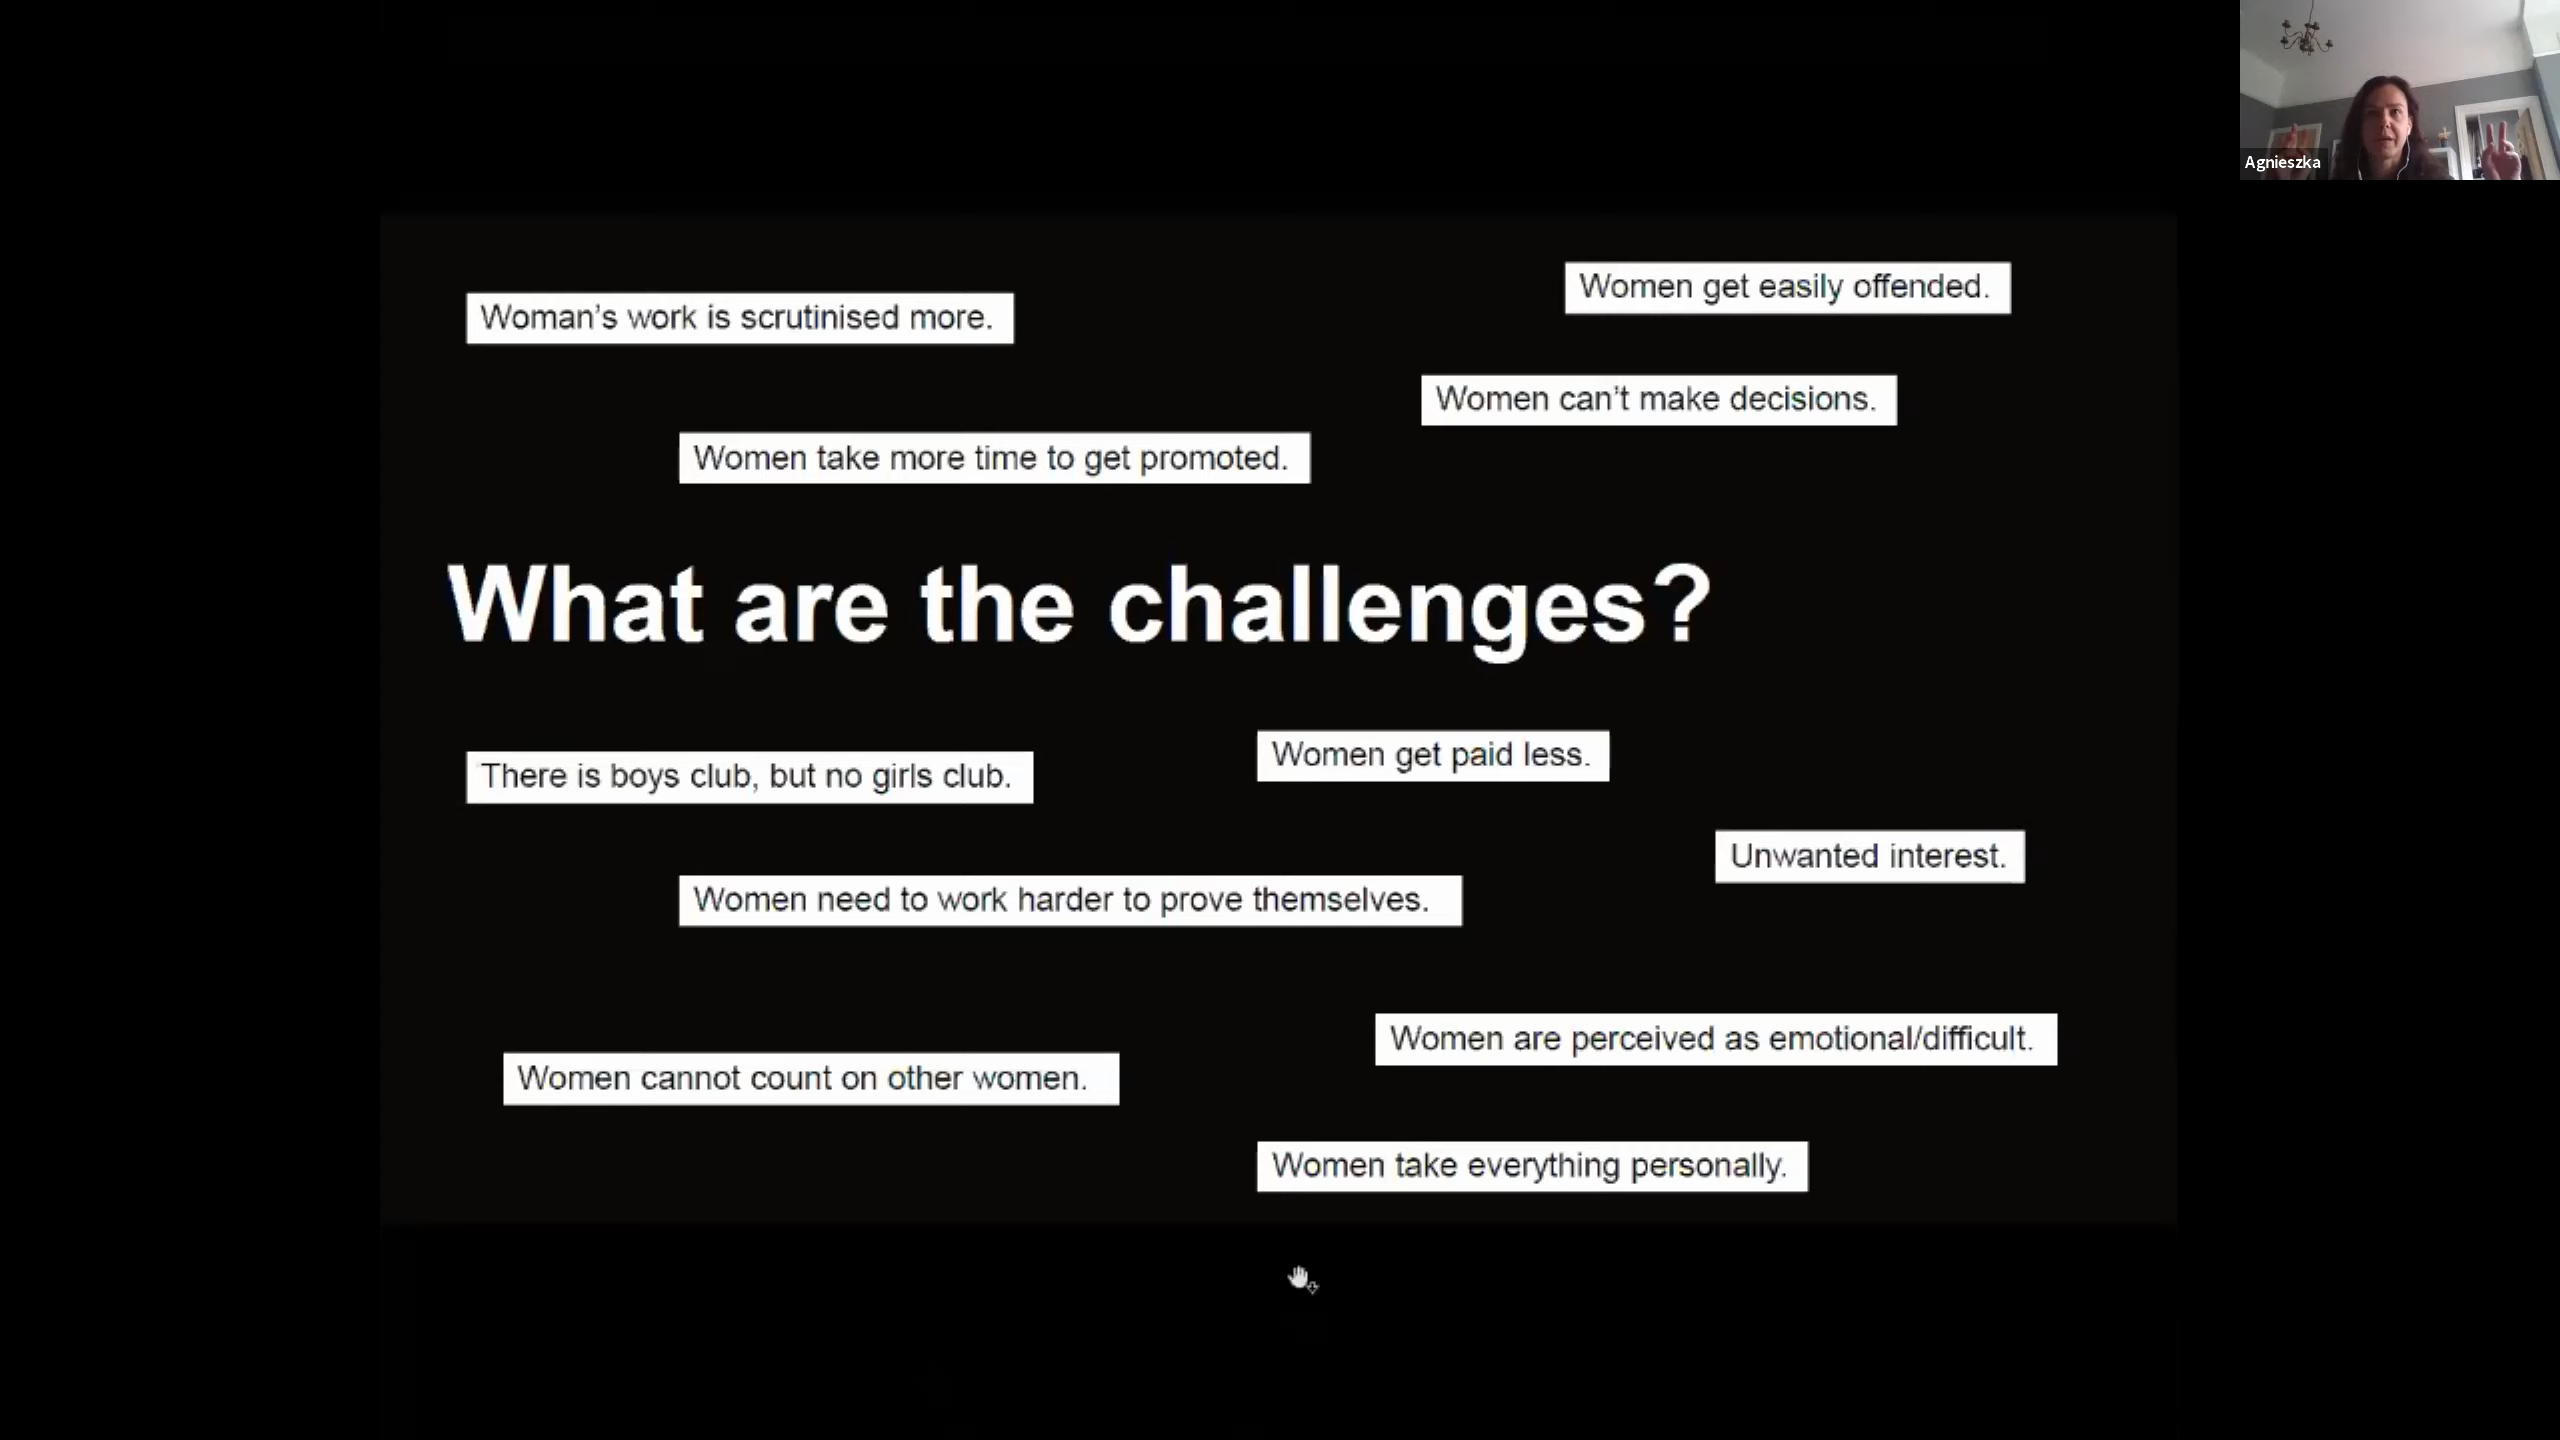 Agnieszka
Women get easily offended.
Woman's work is scrutinised more.
Women can't make decisions.
Women take more time to get promoted.
What are the challenges?
Women get paid less.
There is boys club, but no girls club.
Unwanted interest.
Women need to work harder to prove themselves.
Women are perceived as emotional/difficult.
Women cannot count on other women.
Women take everything personally.